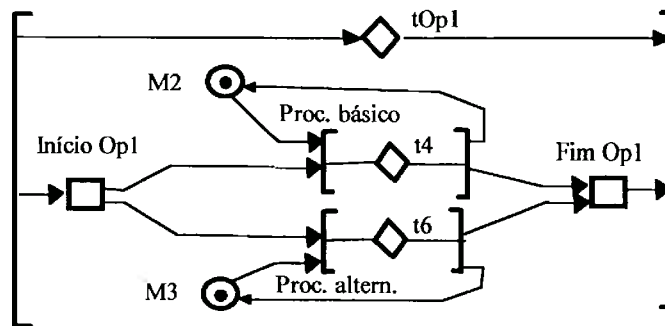 tOp1
M2
Proc. básico
Início Op1
t4
Fim Op1
t6
Proc. altern.
M3